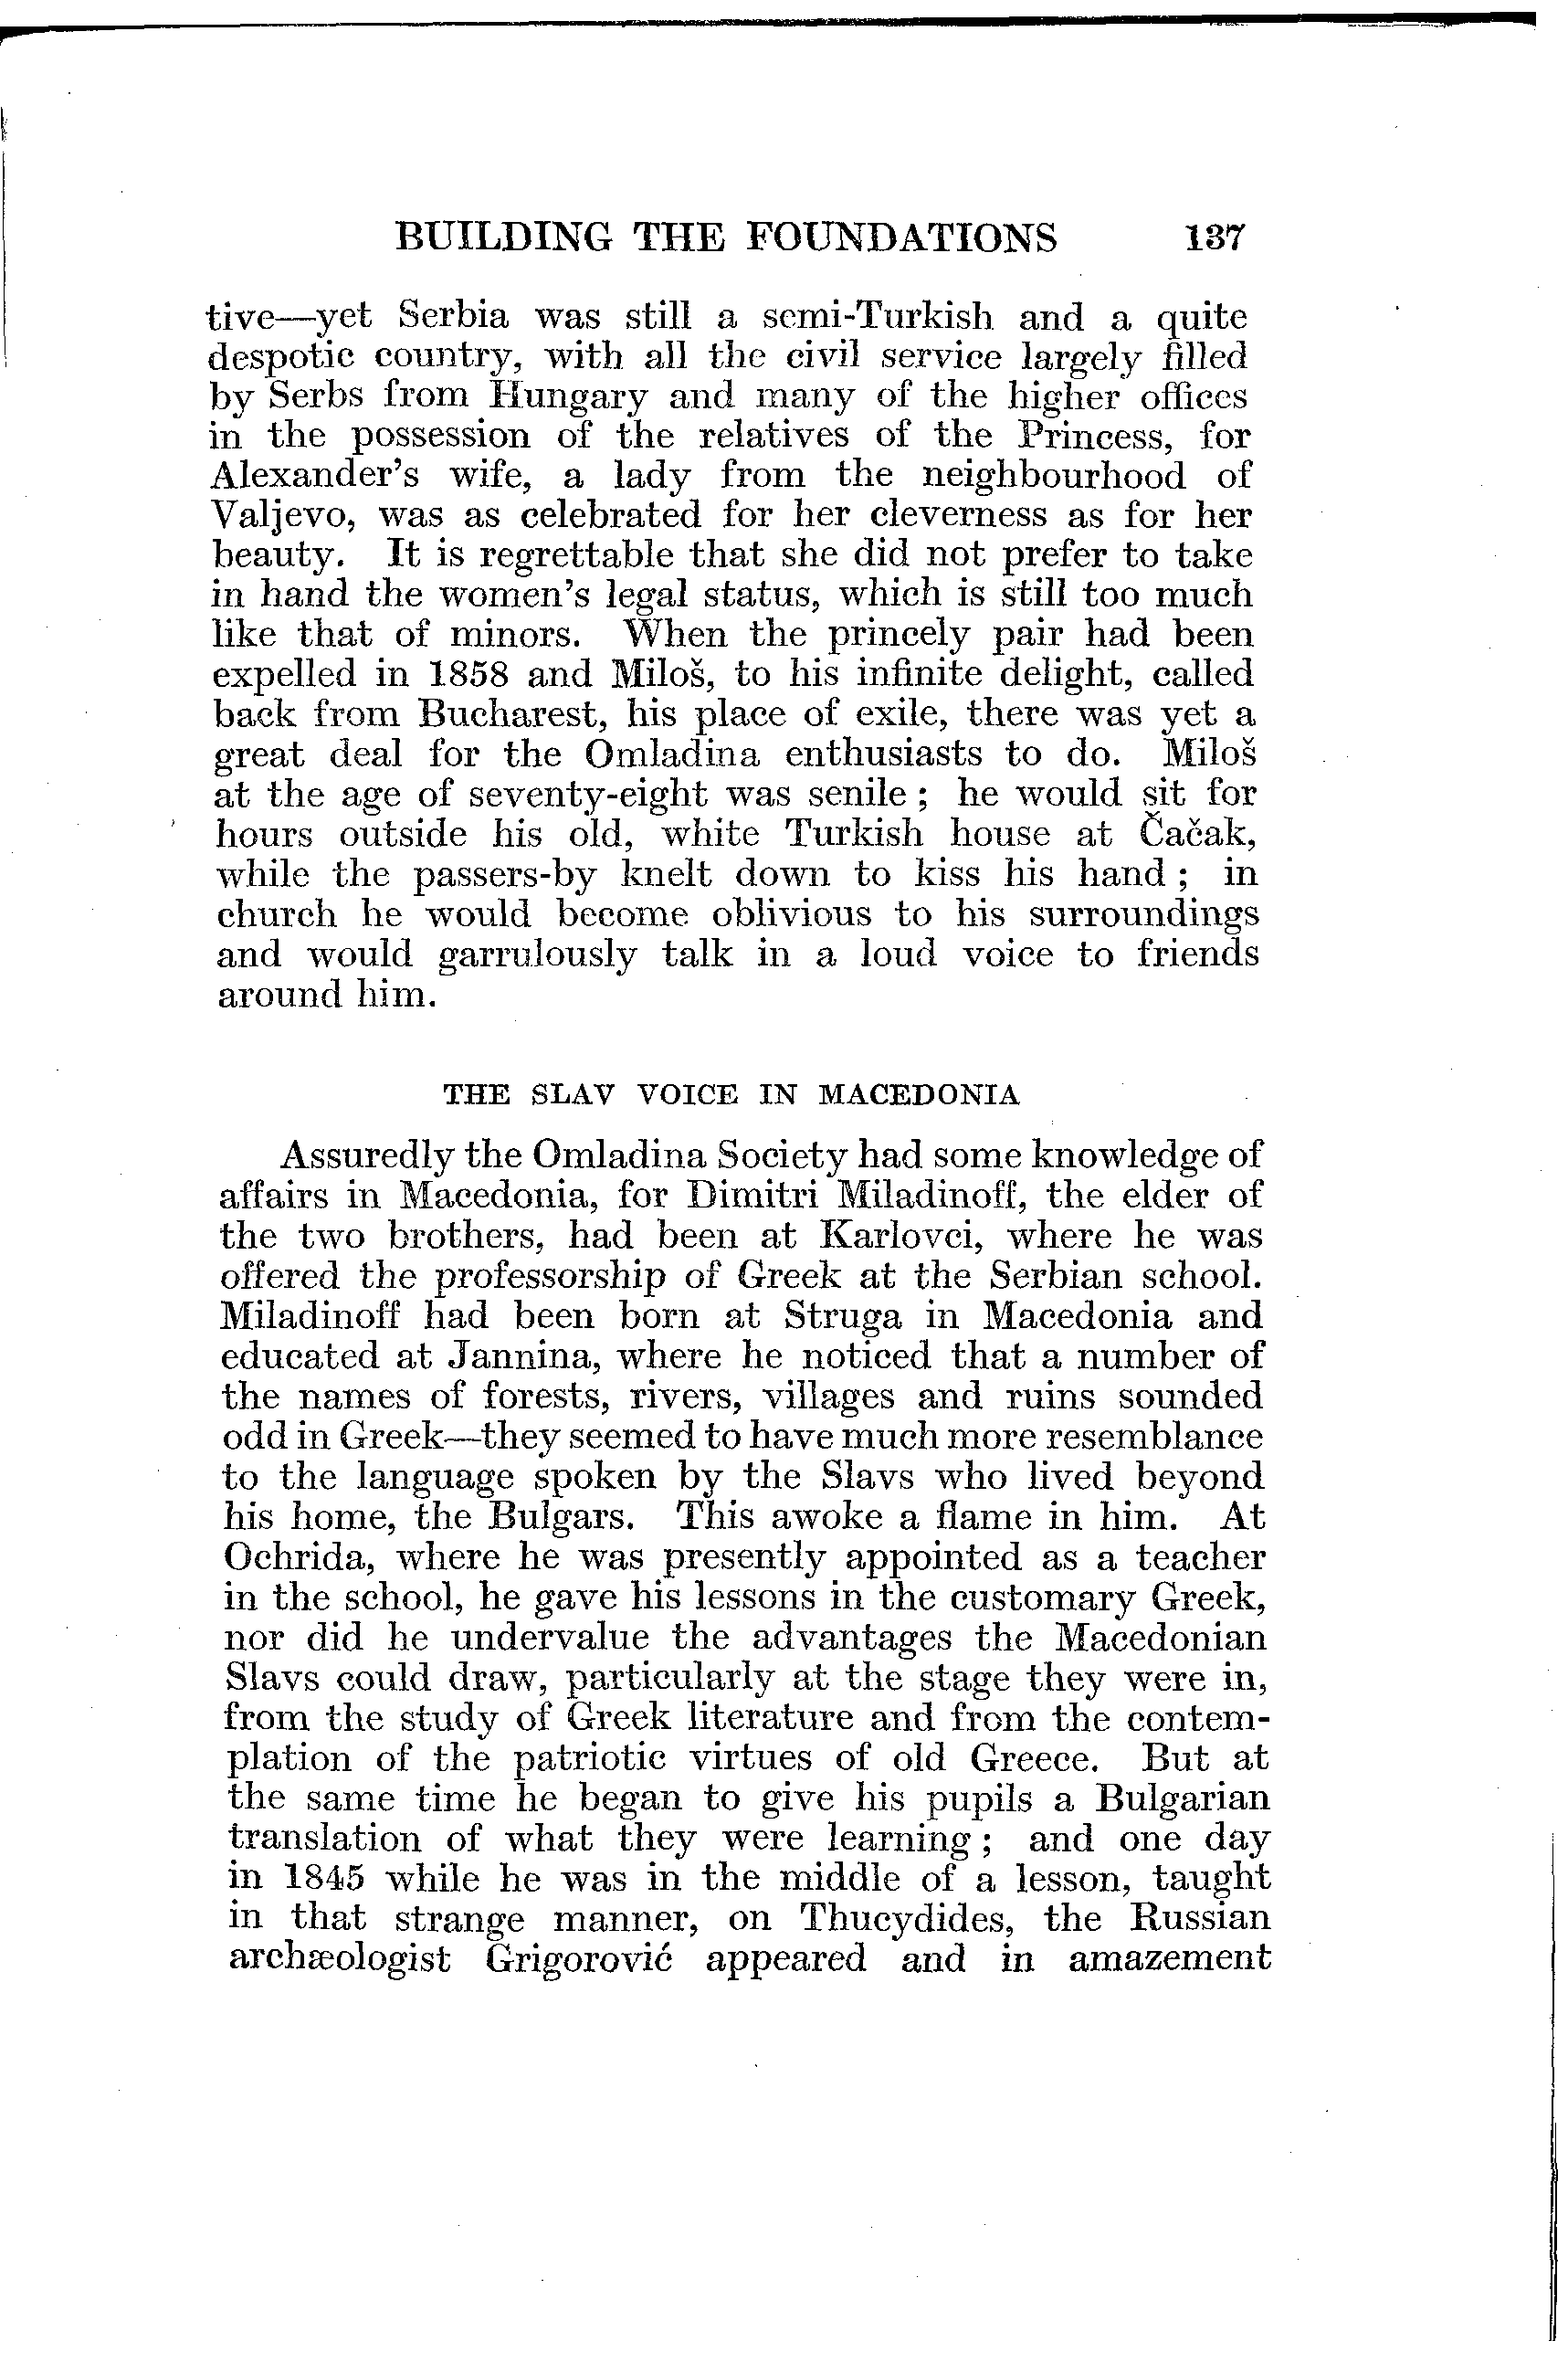 BUILDING THE FOUNDATIONS 137
tive—yet Serbia was still a semi-Turkish and a quite
despotic country, with all the civil service largely filled
by Serbs from Hungary and many of the higher offices
in the possession of the relatives of the Princess, for
Alexander's wife, a lady from the neighbourhood of
Valjevo, was as celebrated for her cleverness as for her
beauty. It is regrettable that she did not prefer to take
in hand the women's legal status, which is still too much
like that of minors. When the princely pair had been
expelled in 1858 and Miloš, to his infinite delight, called
back from Bucharest, his place of exile, there was yet a
great deal for the Omladina enthusiasts to do. Miloš
at the age of seventy-eight was senile ; he would sit for
hours outside his old, white Turkish house at Čačak,
while the passers-by knelt down to kiss his hand ; in
church he would become oblivious to his surroundings
and would garrulously talk in a loud voice to friends
around him.
THE SLAV VOICE IN MACEDONIA
Assuredly the Omladina Society had some knowledge of
affairs in Macedonia, for Dimitri Miladinoff, the elder of
the two brothers, had been at Karlovci, where he was
offered the professorship of Greek at the Serbian school.
Miladinoff had been born at Struga in Macedonia and
educated at Jannina, where he noticed that a number of
the names of forests, rivers, villages and ruins sounded
odd in Greek—they seemed to have much more resemblance
to the language spoken by the Slavs who lived beyond
his home, the Bulgars. This awoke a flame in him. At
Ochrida, where he was presently appointed as a teacher
in the school, he gave his lessons in the customary Greek,
nor did he undervalue the advantages the Macedonian
Slavs could draw, particularly at the stage they were in,
from the study of Greek literature and from the contem-
plation of the patriotic virtues of old Greece. But at
the same time he began to give his pupils a Bulgarian
translation of what they were learning ; and one day
in 1845 while he was in the middle of a lesson, taught
in that strange manner, on Thucydides, the Russian
archæologist Grigorović appeared and in amazement